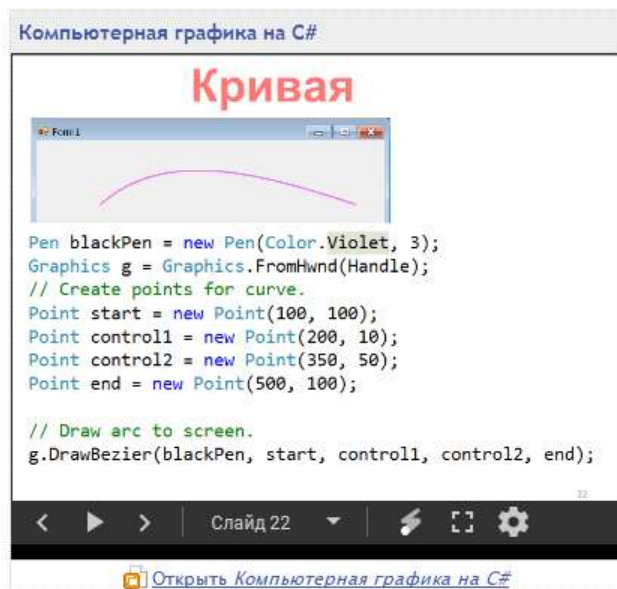 Компьютерная графика на C#
Кривая
Form1
Pen blackPen = new Pen(Color.Violet, 3);
Graphics g = Graphics.FromHwnd(Handle);
// Create points for curve.
Point start = new Point(100, 100);
Point control1 = new Point(200, 10);
Point control2 = new Point(350, 50);
Point end = new Point(500, 100);
// Draw arc to screen.
g.DrawBezier(blackPen, start, control1, control2, end);
22
Слайд 22
Открыть Компьютерная графика на C#